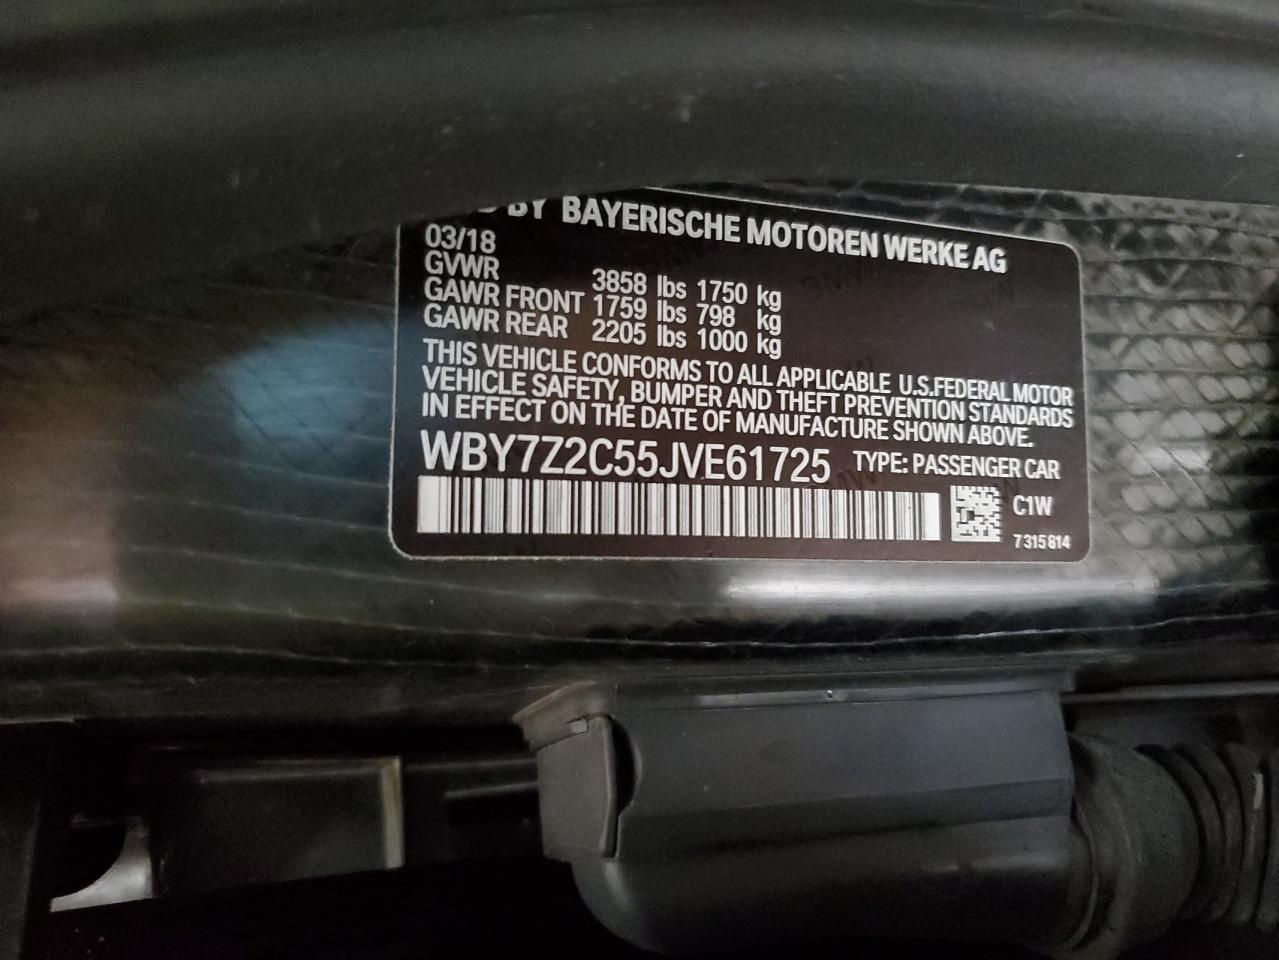 BY BAYERISCHE MOTOREN WERKE AG
03/18
GVWR 3858 lbs 1750 kg
GAWR FRONT 1759 lbs 798 kg
GAWR REAR 2205 lbs 1000 kg
THIS VEHICLE CONFORMS TO ALL APPLICABLE U.S.FEDERAL MOTOR
VEHICLE SAFETY, BUMPER AND THEFT PREVENTION STANDARDS
IN EFFECT ON THE DATE OF MANUFACTURE SHOWN ABOVE.
WBY7Z2C55JVE61725 TYPE: PASSENGER CAR
C1W
7315814